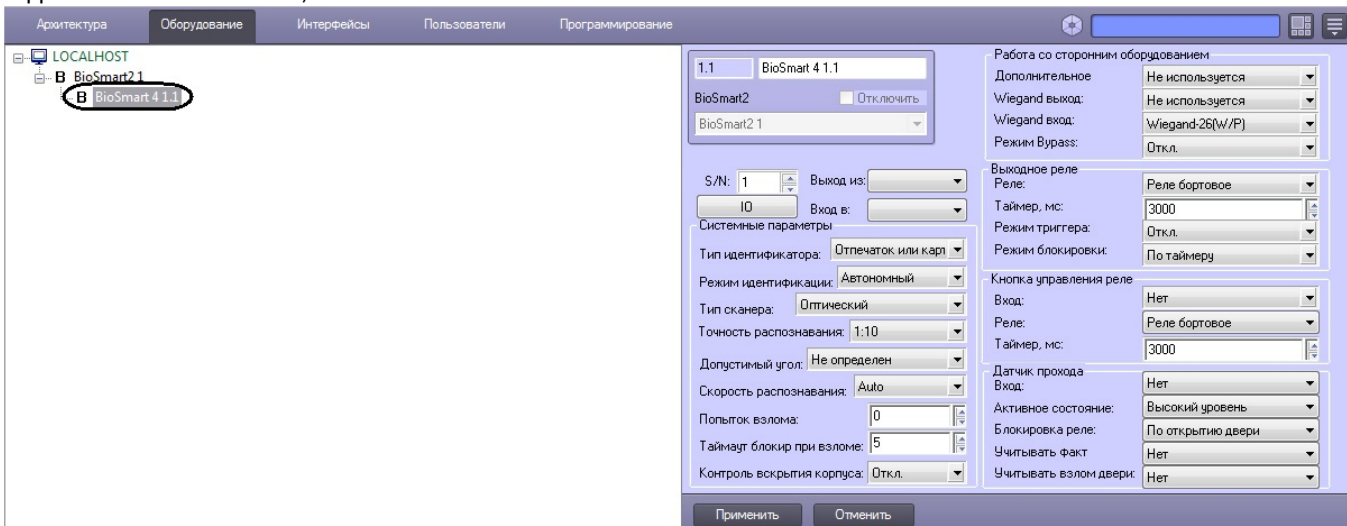 Архитектура Оборудование Интерфейсы Пользователи Программирование
LOCALHOST
B BioSmart2 1
B BioSmart 4 1.1
1.1 BioSmart 4 1.1
BioSmart2 Отключить
BioSmart2 1
S/N: 1 Выход из:
IO Вход в:
Системные параметры
Тип идентификатора: Отпечаток или карт
Режим идентификации: Автономный
Тип сканера: Оптический
Точность распознавания: 1:10
Допустимый угол: Не определен
Скорость распознавания: Auto
Попыток взлома: 0
Таймаут блокир при взломе: 5
Контроль вскрытия корпуса: Откл.
Работа со сторонним оборудованием
Дополнительное Не используется
Wiegand выход: Не используется
Wiegand вход: Wiegand-26(W/P)
Режим Bypass: Откл.
Выходное реле
Реле: Реле бортовое
Таймер, мс: 3000
Режим триггера: Откл.
Режим блокировки: По таймеру
Кнопка управления реле
Вход: Нет
Реле: Реле бортовое
Таймер, мс: 3000
Датчик прохода
Вход: Нет
Активное состояние: Высокий уровень
Блокировка реле: По открытию двери
Учитывать факт Нет
Учитывать взлом двери: Нет
Применить Отменить